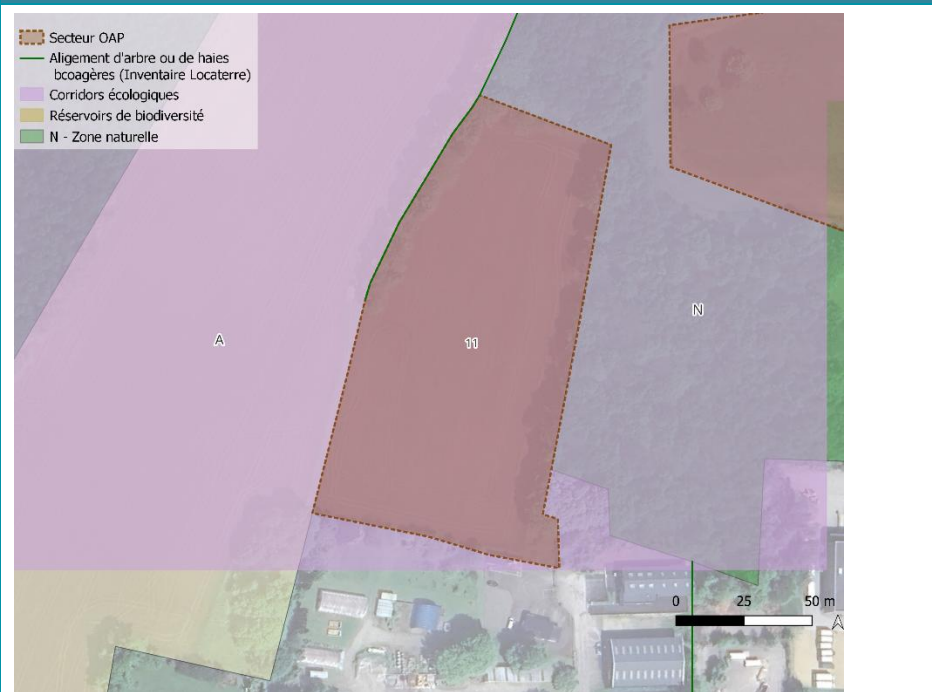 Secteur OAP
Aligement d'arbre ou de haies
bcoagères (Inventaire Locaterre)
Corridors écologiques
Réservoirs de biodiversité
N - Zone naturelle
A
11
N
0 25 50 m